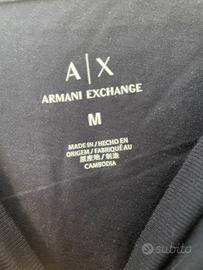 A|X
ARMANI EXCHANGE
M
MADE IN / HECHO EN
ORIGEM / FABRIQUÉ AU
原産地 / 制造
CAMBODIA
subito